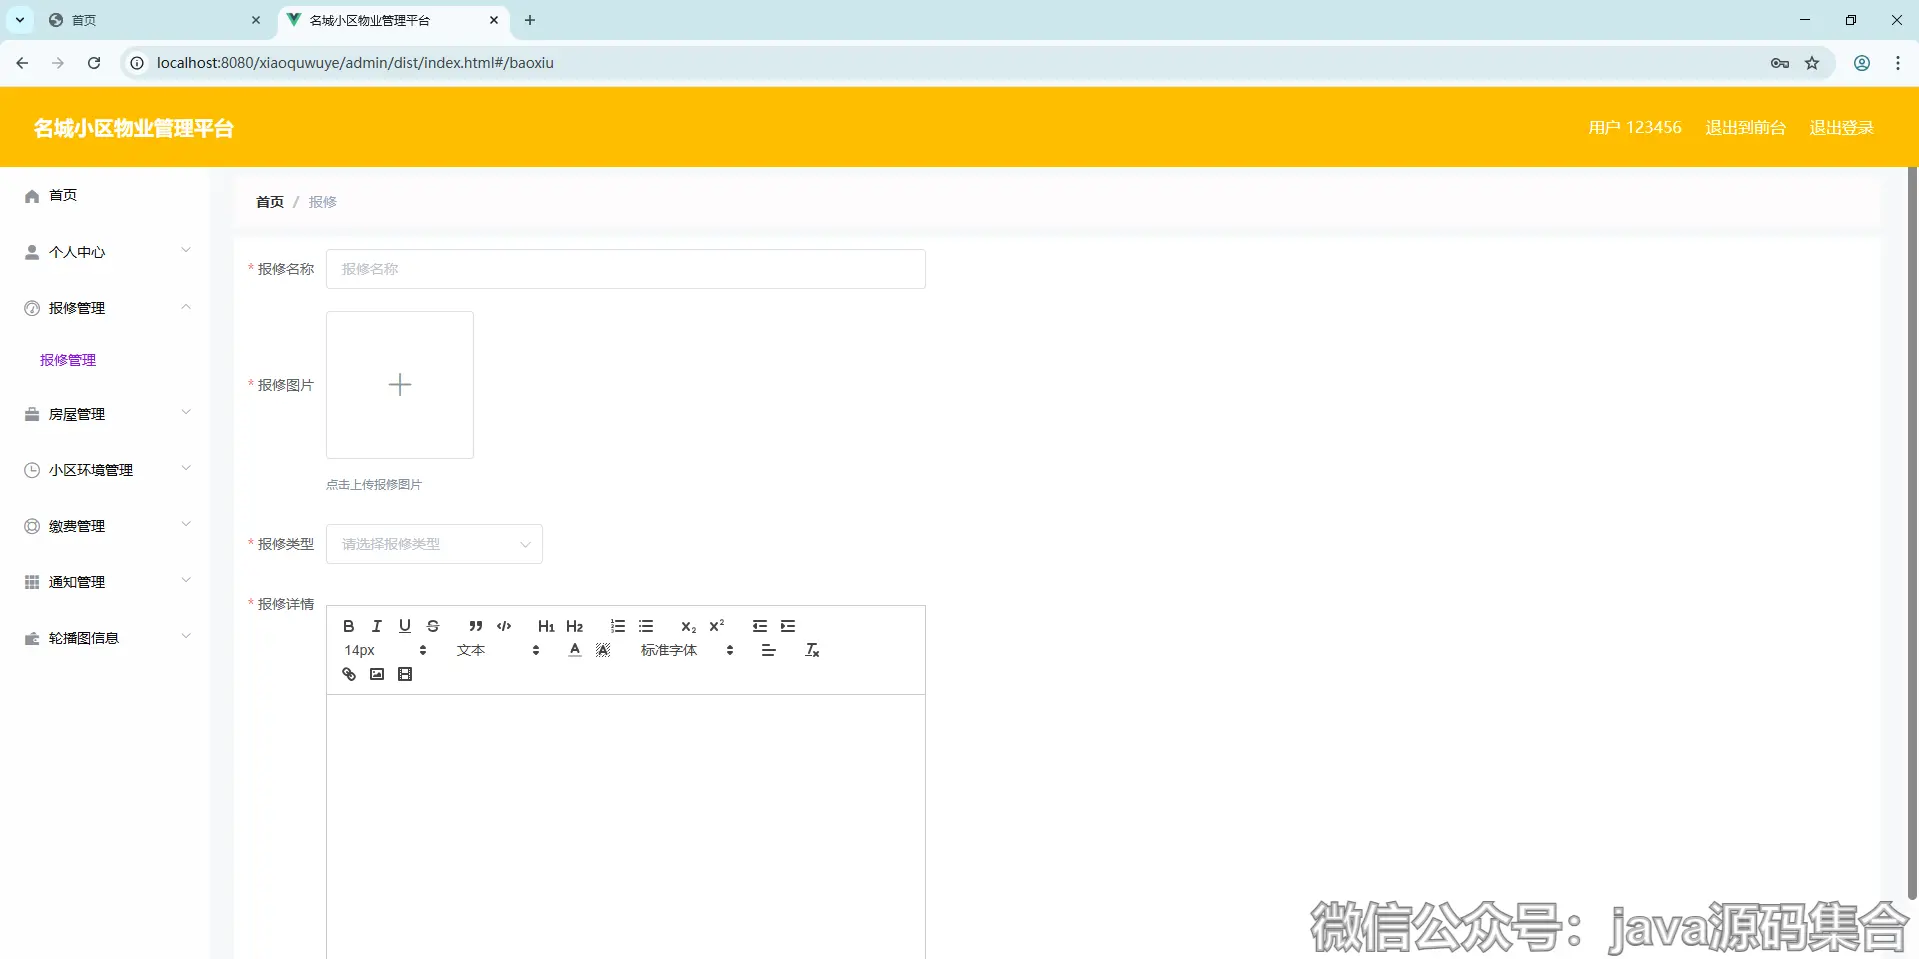 首页
名城小区物业管理平台
localhost:8080/xiaoquwuye/admin/dist/index.html#/baoxiu
名城小区物业管理平台
用户 123456 退出到前台 退出登录
首页
个人中心
报修管理
报修管理
房屋管理
小区环境管理
缴费管理
通知管理
轮播图信息
首页 / 报修
* 报修名称 报修名称
* 报修图片
点击上传报修图片
* 报修类型 请选择报修类型
* 报修详情
B I U S H1 H2 X2 X2
14px 文本 A A 标准字体 Tx
微信公众号：java源码集合